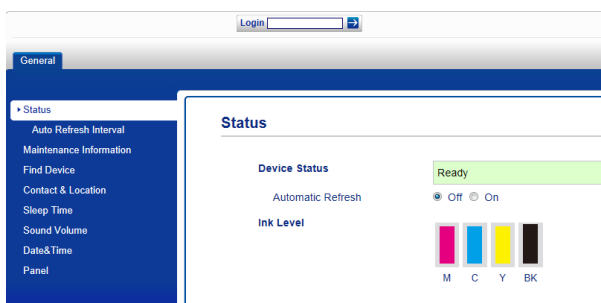 Login
General
Status
Auto Refresh Interval
Maintenance Information
Find Device
Contact & Location
Sleep Time
Sound Volume
Date&Time
Panel
Status
Device Status Ready
Automatic Refresh Off On
Ink Level
M C Y BK